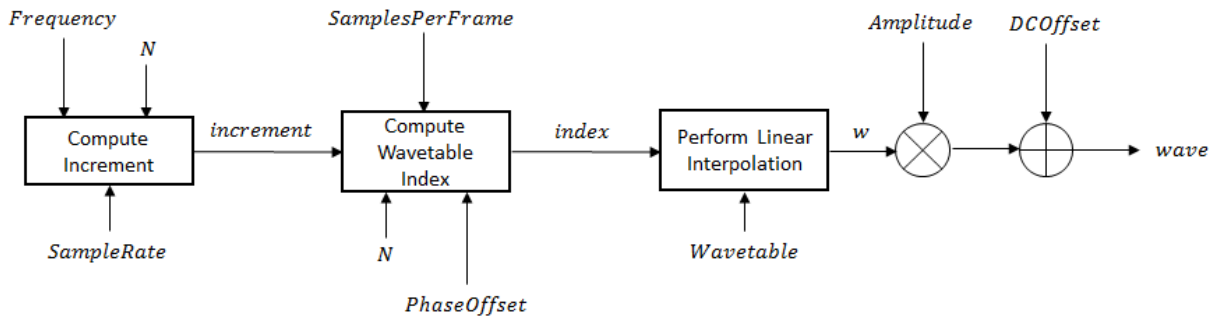 Frequency
SamplesPerFrame
Amplitude
DCOffset
N
Compute
Increment
increment
Compute
Wavetable
Index
index
Perform Linear
Interpolation
w
wave
SampleRate
N
Wavetable
PhaseOffset